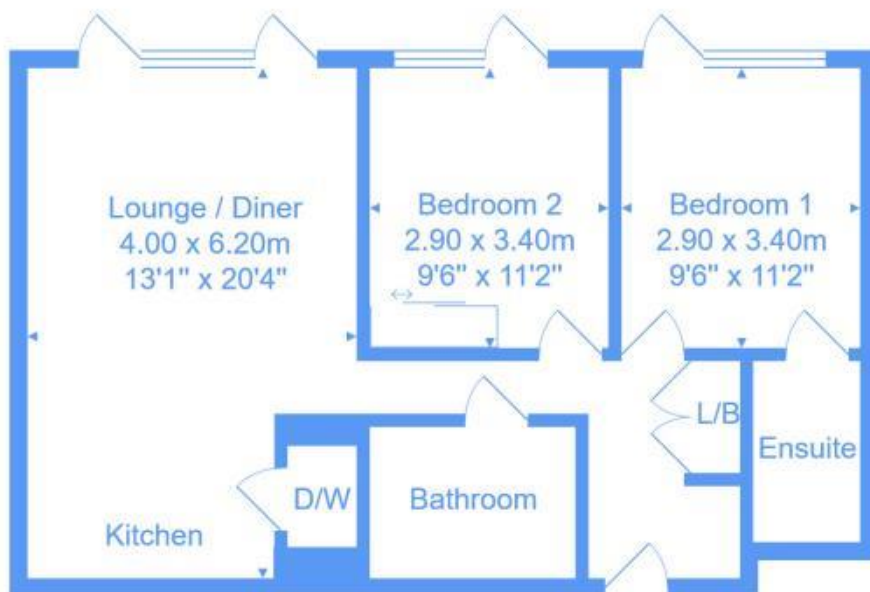 Lounge / Diner
4.00 x 6.20m
13'1" x 20'4"
Bedroom 2
2.90 x 3.40m
9'6" x 11'2"
Bedroom 1
2.90 x 3.40m
9'6" x 11'2"
L/B
Ensuite
D/W
Bathroom
Kitchen